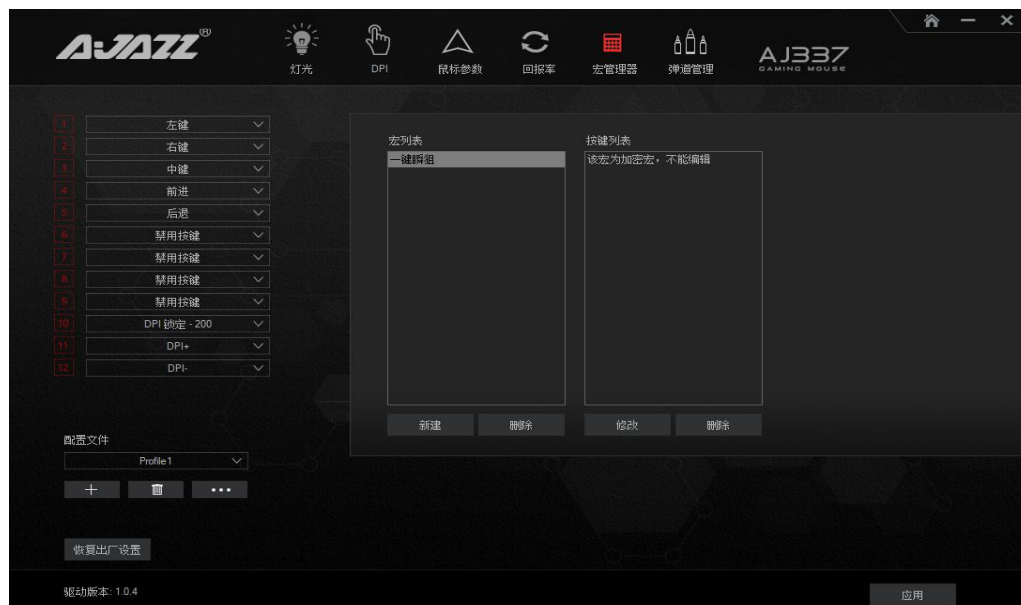 A·JAZZ®
灯光
DPI
鼠标参数
回报率
宏管理器
弹道管理
AJ337
GAMING MOUSE
1 左键
2 右键
3 中键
4 前进
5 后退
6 禁用按键
7 禁用按键
8 禁用按键
9 禁用按键
10 DPI 锁定 - 200
11 DPI+
12 DPI-
宏列表
一键瞬狙
按键列表
该宏为加密宏，不能编辑
新建
删除
修改
删除
配置文件
Profile1
恢复出厂设置
驱动版本: 1.0.4
应用